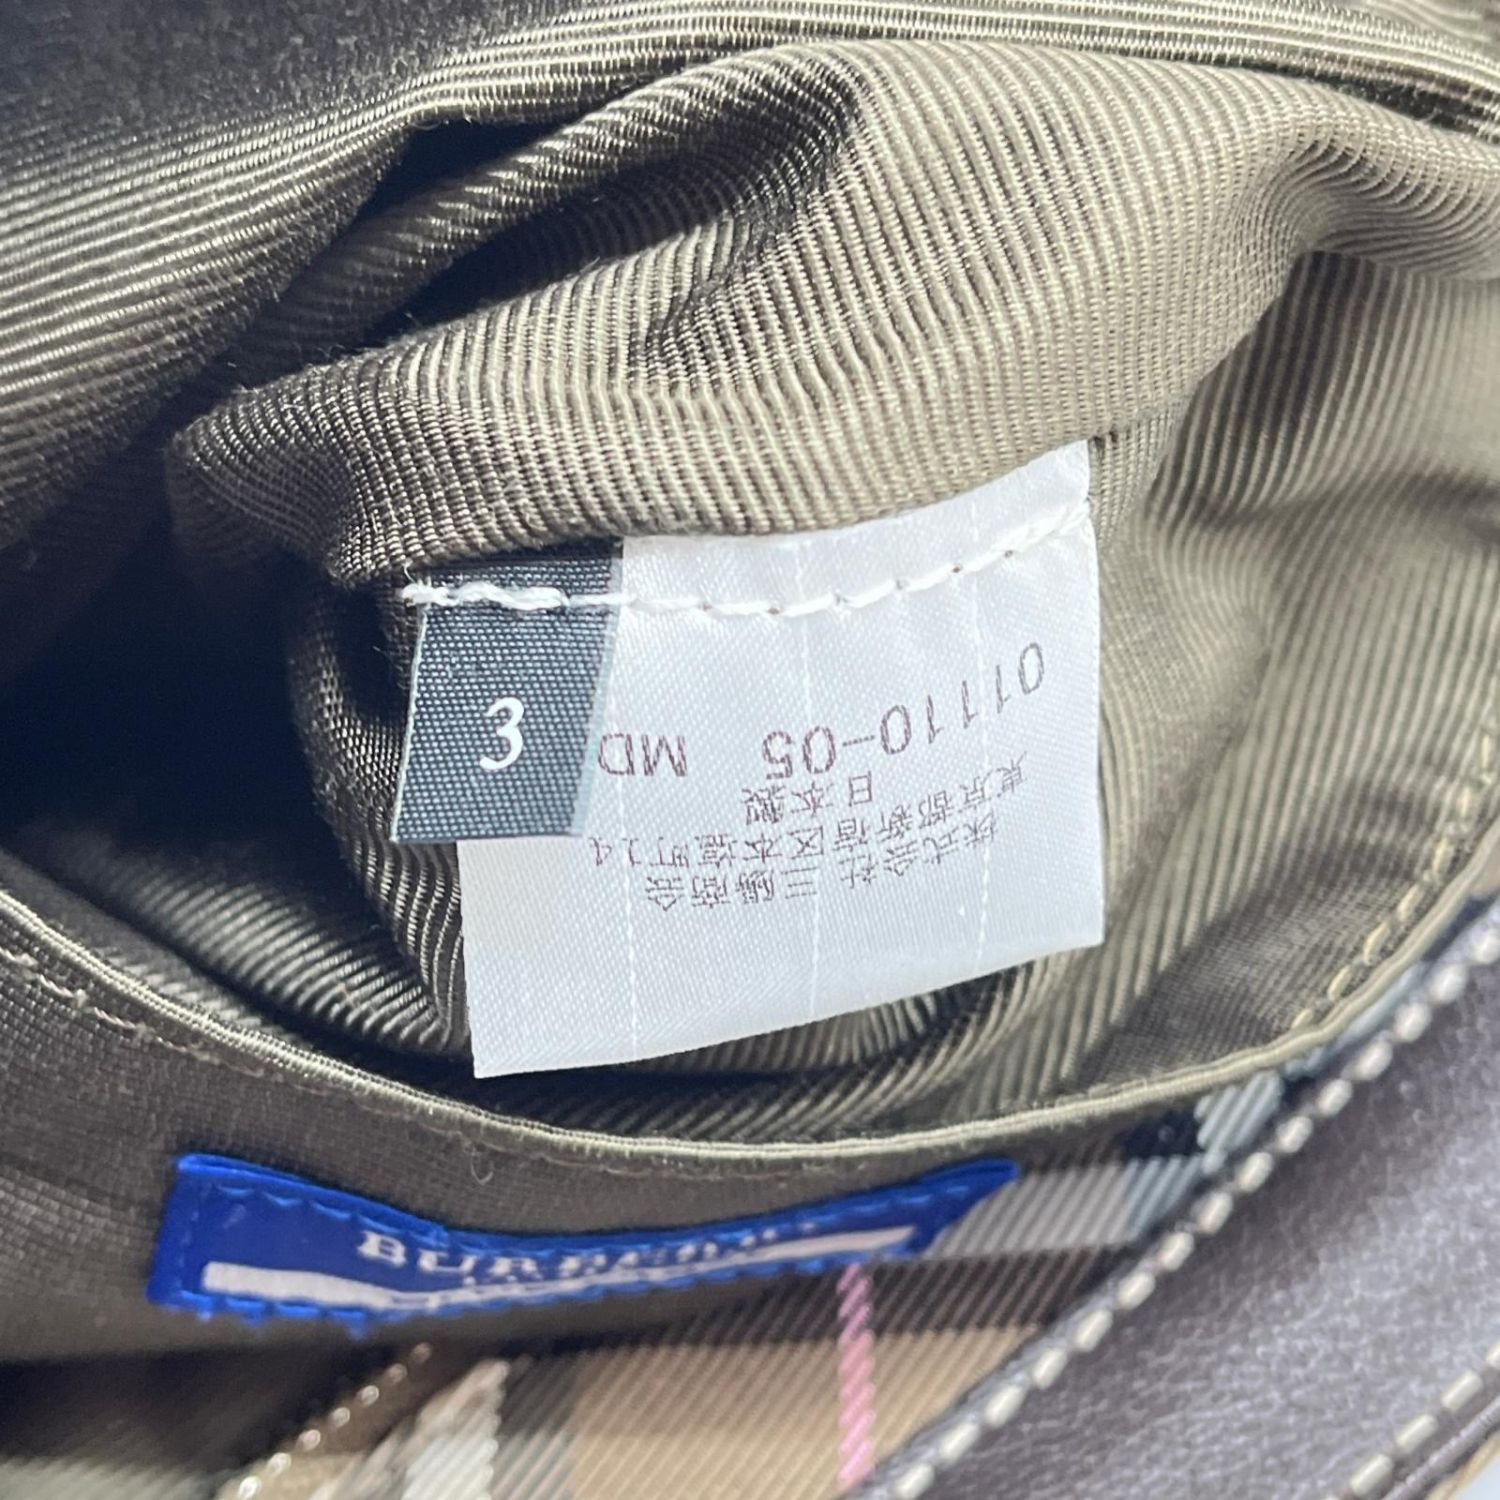 3
01110-05 MD
日本製
東京都新宿区本塩町14
株式会社三陽商会
BURBERRY